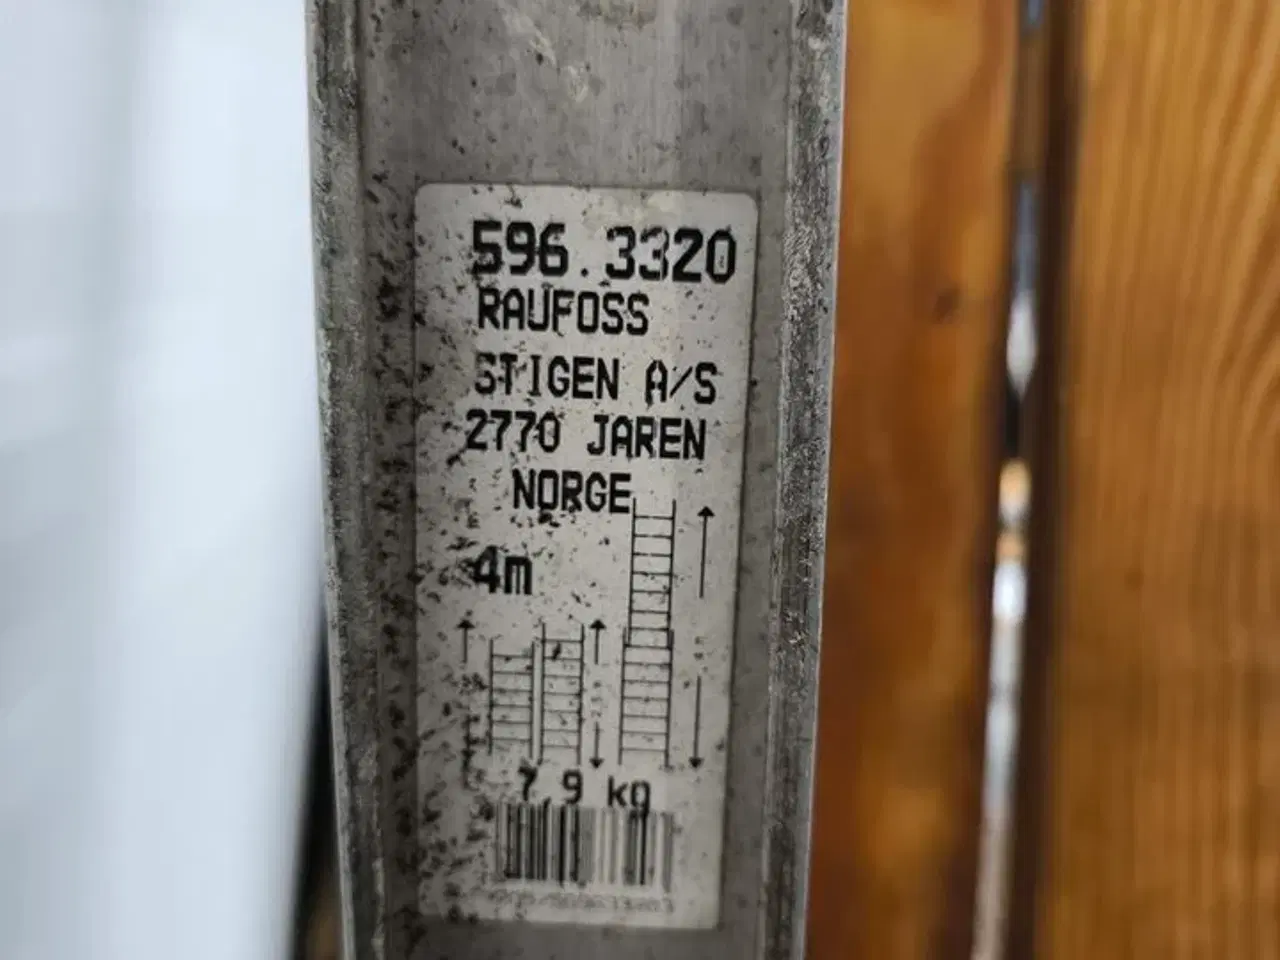 596.3320
RAUFOSS
STIGEN A/S
2770 JAREN
NORGE
4m
7,9 kg